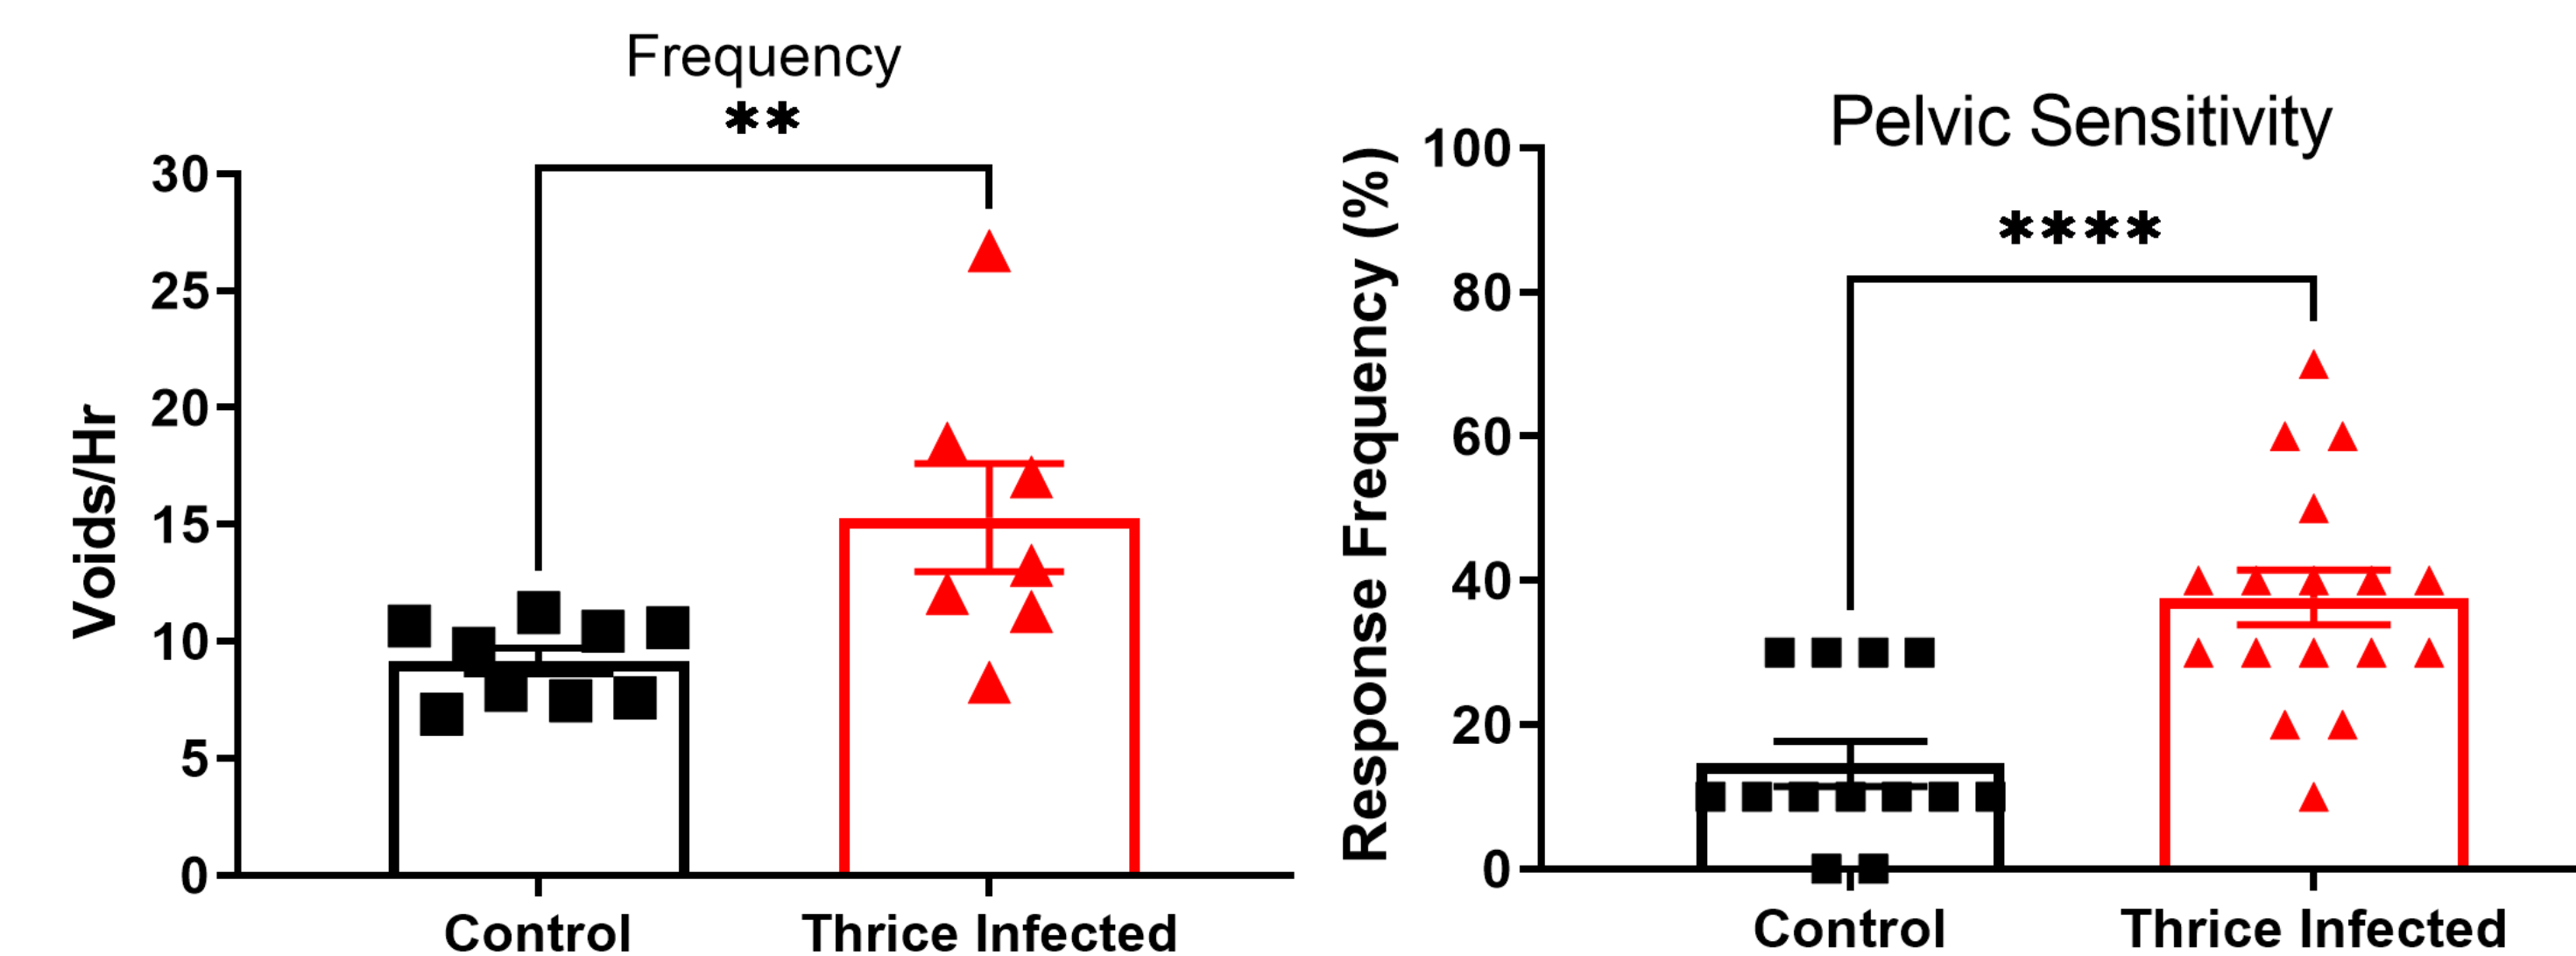 Frequency
**
30
25
20
15
10
5
0
Voids/Hr
Control
Thrice Infected
Pelvic Sensitivity
****
100
80
60
40
20
0
Response Frequency (%)
Control
Thrice Infected